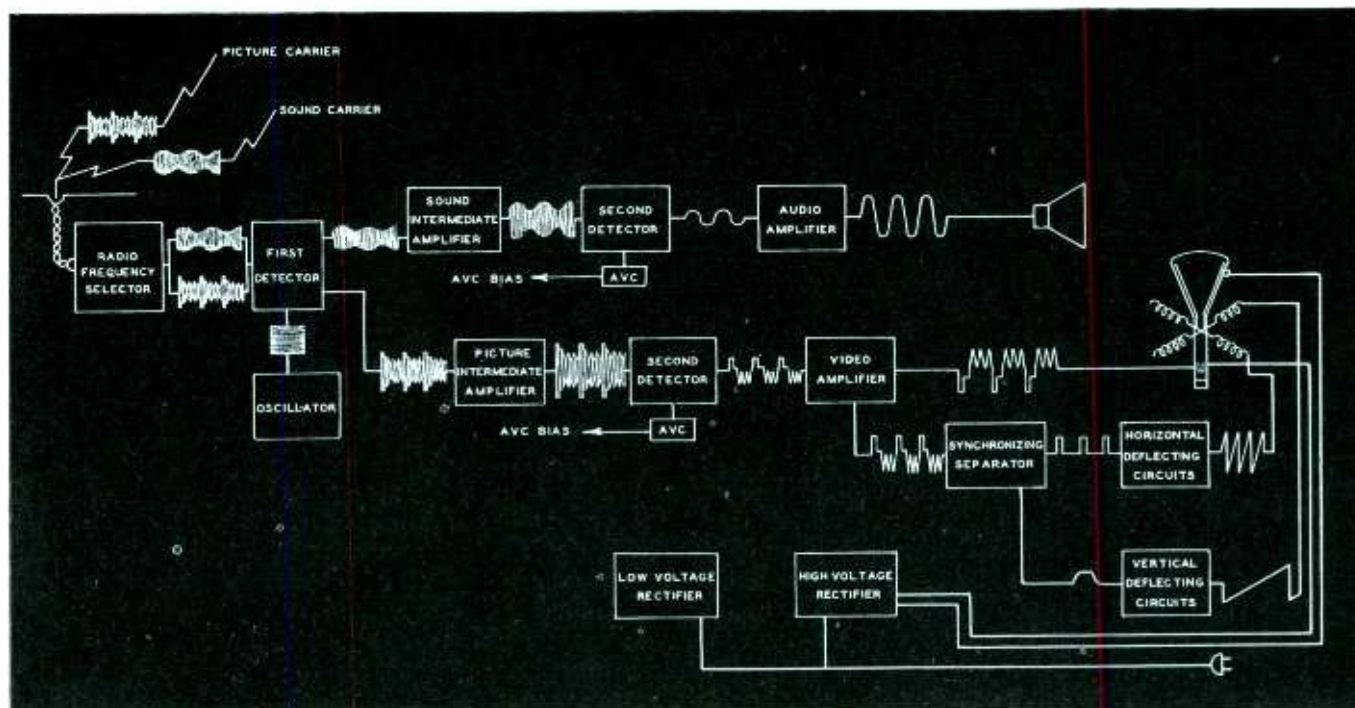 PICTURE CARRIER
SOUND CARRIER
RADIO
FREQUENCY
SELECTOR
FIRST
DETECTOR
OSCILLATOR
SOUND
INTERMEDIATE
AMPLIFIER
SECOND
DETECTOR
AUDIO
AMPLIFIER
AVC BIAS
AVC
PICTURE
INTERMEDIATE
AMPLIFIER
SECOND
DETECTOR
VIDEO
AMPLIFIER
AVC BIAS
AVC
SYNCHRONIZING
SEPARATOR
HORIZONTAL
DEFLECTING
CIRCUITS
LOW VOLTAGE
RECTIFIER
HIGH VOLTAGE
RECTIFIER
VERTICAL
DEFLECTING
CIRCUITS